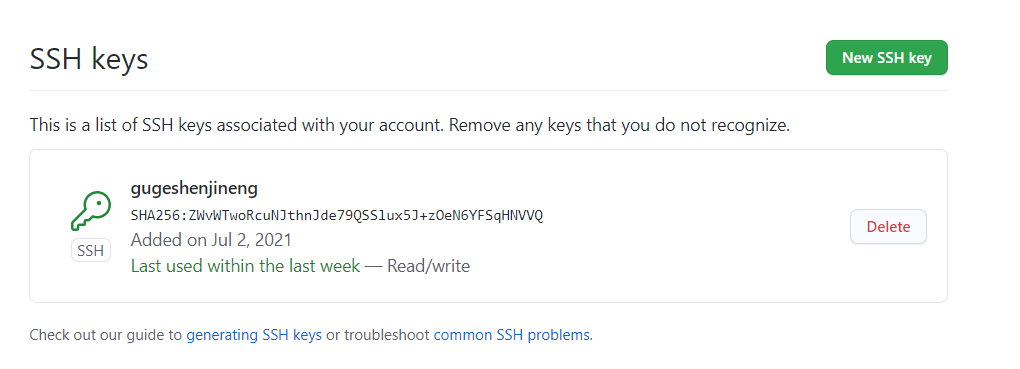 SSH keys
New SSH key
This is a list of SSH keys associated with your account. Remove any keys that you do not recognize.
gugeshenjineng
SHA256:ZWvWTwoRcuNJthnJde79QSSlux5J+zOeN6YFSqHNVVQ
Added on Jul 2, 2021
Last used within the last week — Read/write
SSH
Delete
Check out our guide to generating SSH keys or troubleshoot common SSH problems.